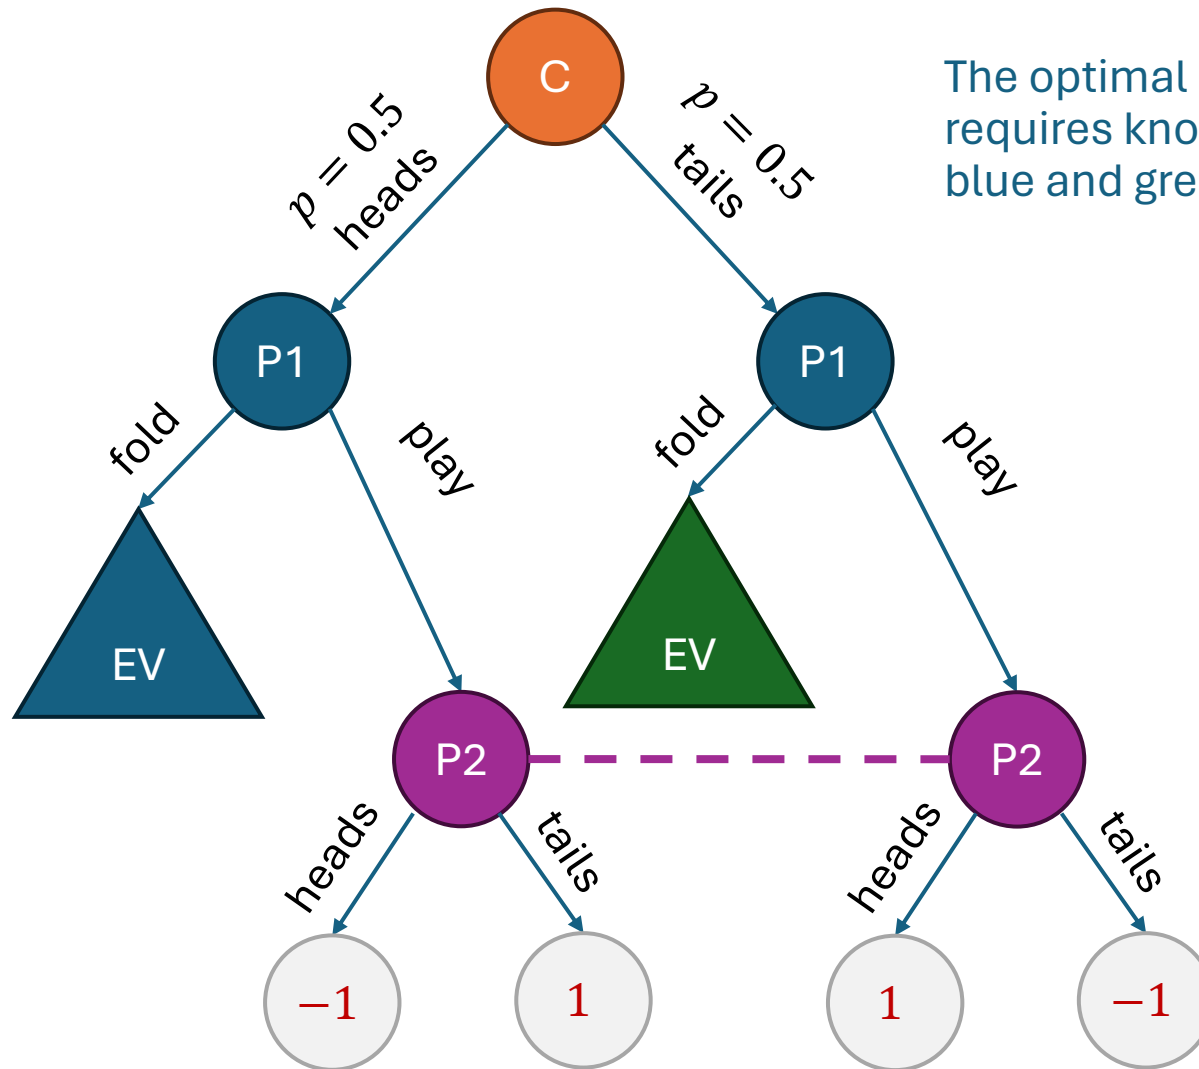 C
The optimal
requires kno
blue and gre
p = 0.5
heads
p = 0.5
tails
P1
P1
fold
play
fold
play
EV
EV
P2
P2
heads
tails
heads
tails
−1
1
1
−1